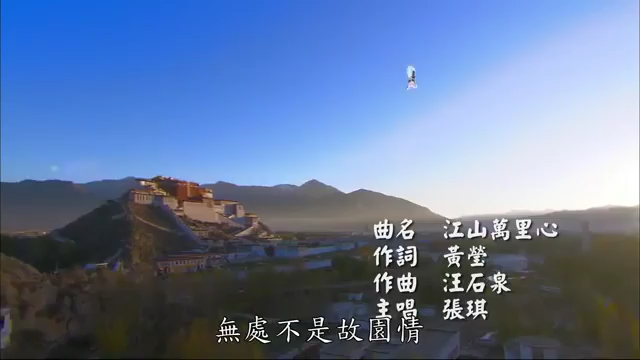 曲名 江山萬里心
作詞 黃瑩
作曲 汪石泉
主唱 張琪
無處不是故園情